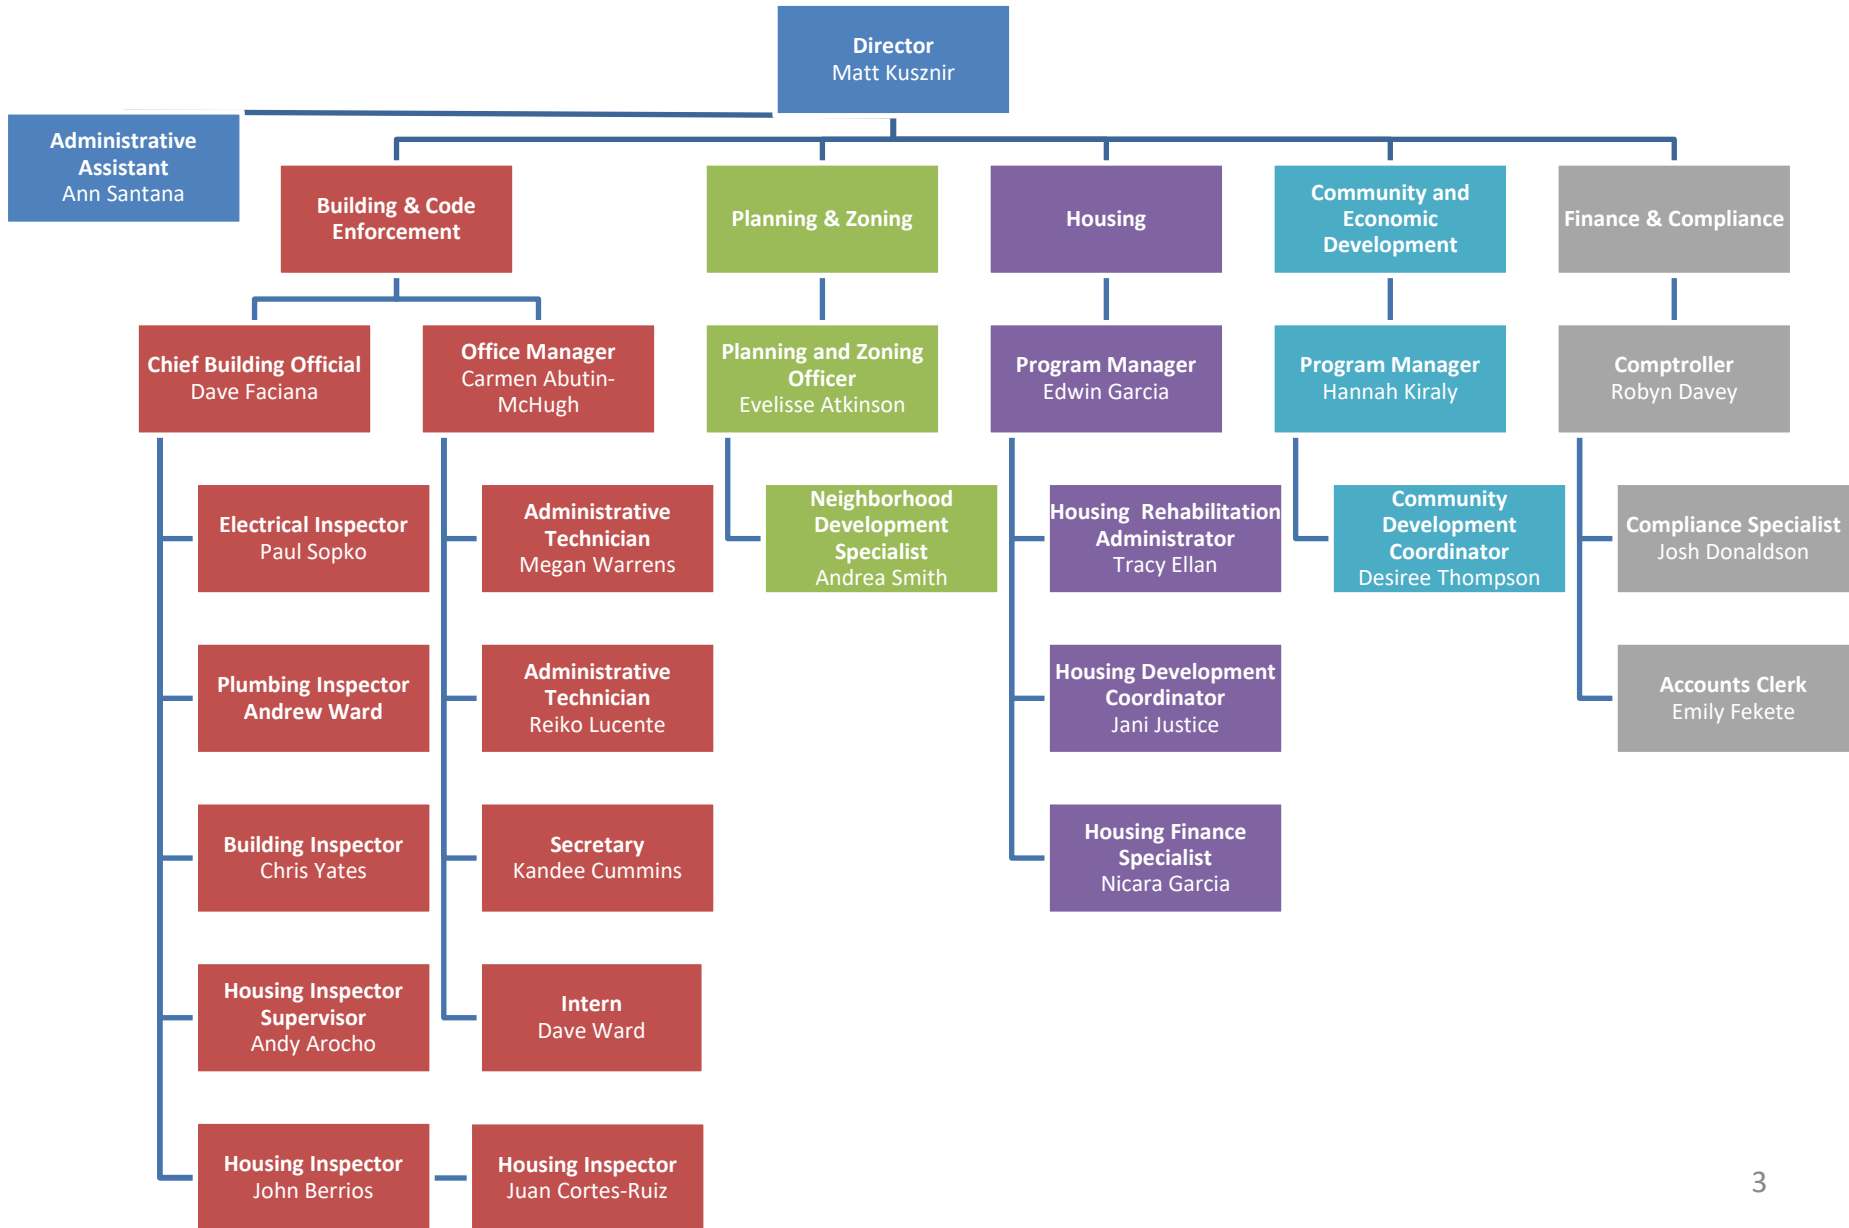 Director
Matt Kusznir
Administrative
Assistant
Ann Santana
Building & Code
Enforcement
Planning & Zoning
Housing
Community and
Economic
Development
Finance & Compliance
Chief Building Official
Dave Faciana
Office Manager
Carmen Abutin-
McHugh
Planning and Zoning
Officer
Evelisse Atkinson
Program Manager
Edwin Garcia
Program Manager
Hannah Kiraly
Comptroller
Robyn Davey
Electrical Inspector
Paul Sopko
Administrative
Technician
Megan Warrens
Neighborhood
Development
Specialist
Andrea Smith
Housing Rehabilitation
Administrator
Tracy Ellan
Community
Development
Coordinator
Desiree Thompson
Compliance Specialist
Josh Donaldson
Plumbing Inspector
Andrew Ward
Administrative
Technician
Reiko Lucente
Housing Development
Coordinator
Jani Justice
Accounts Clerk
Emily Fekete
Building Inspector
Chris Yates
Secretary
Kandee Cummins
Housing Finance
Specialist
Nicara Garcia
Housing Inspector
Supervisor
Andy Arocho
Intern
Dave Ward
Housing Inspector
John Berrios
Housing Inspector
Juan Cortes-Ruiz
3